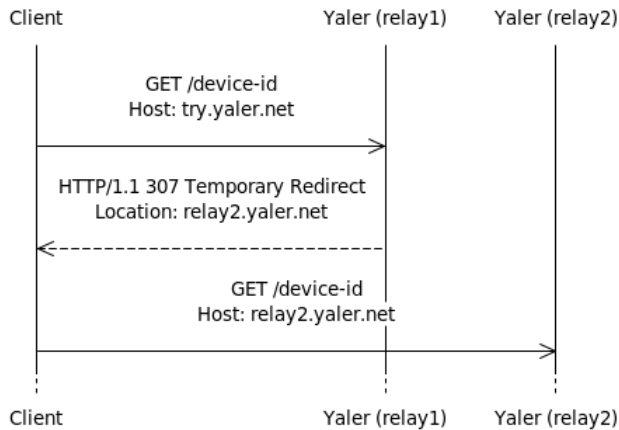 Client Yaler (relay1) Yaler (relay2)
GET /device-id
Host: try.yaler.net
HTTP/1.1 307 Temporary Redirect
Location: relay2.yaler.net
GET /device-id
Host: relay2.yaler.net
Client Yaler (relay1) Yaler (relay2)